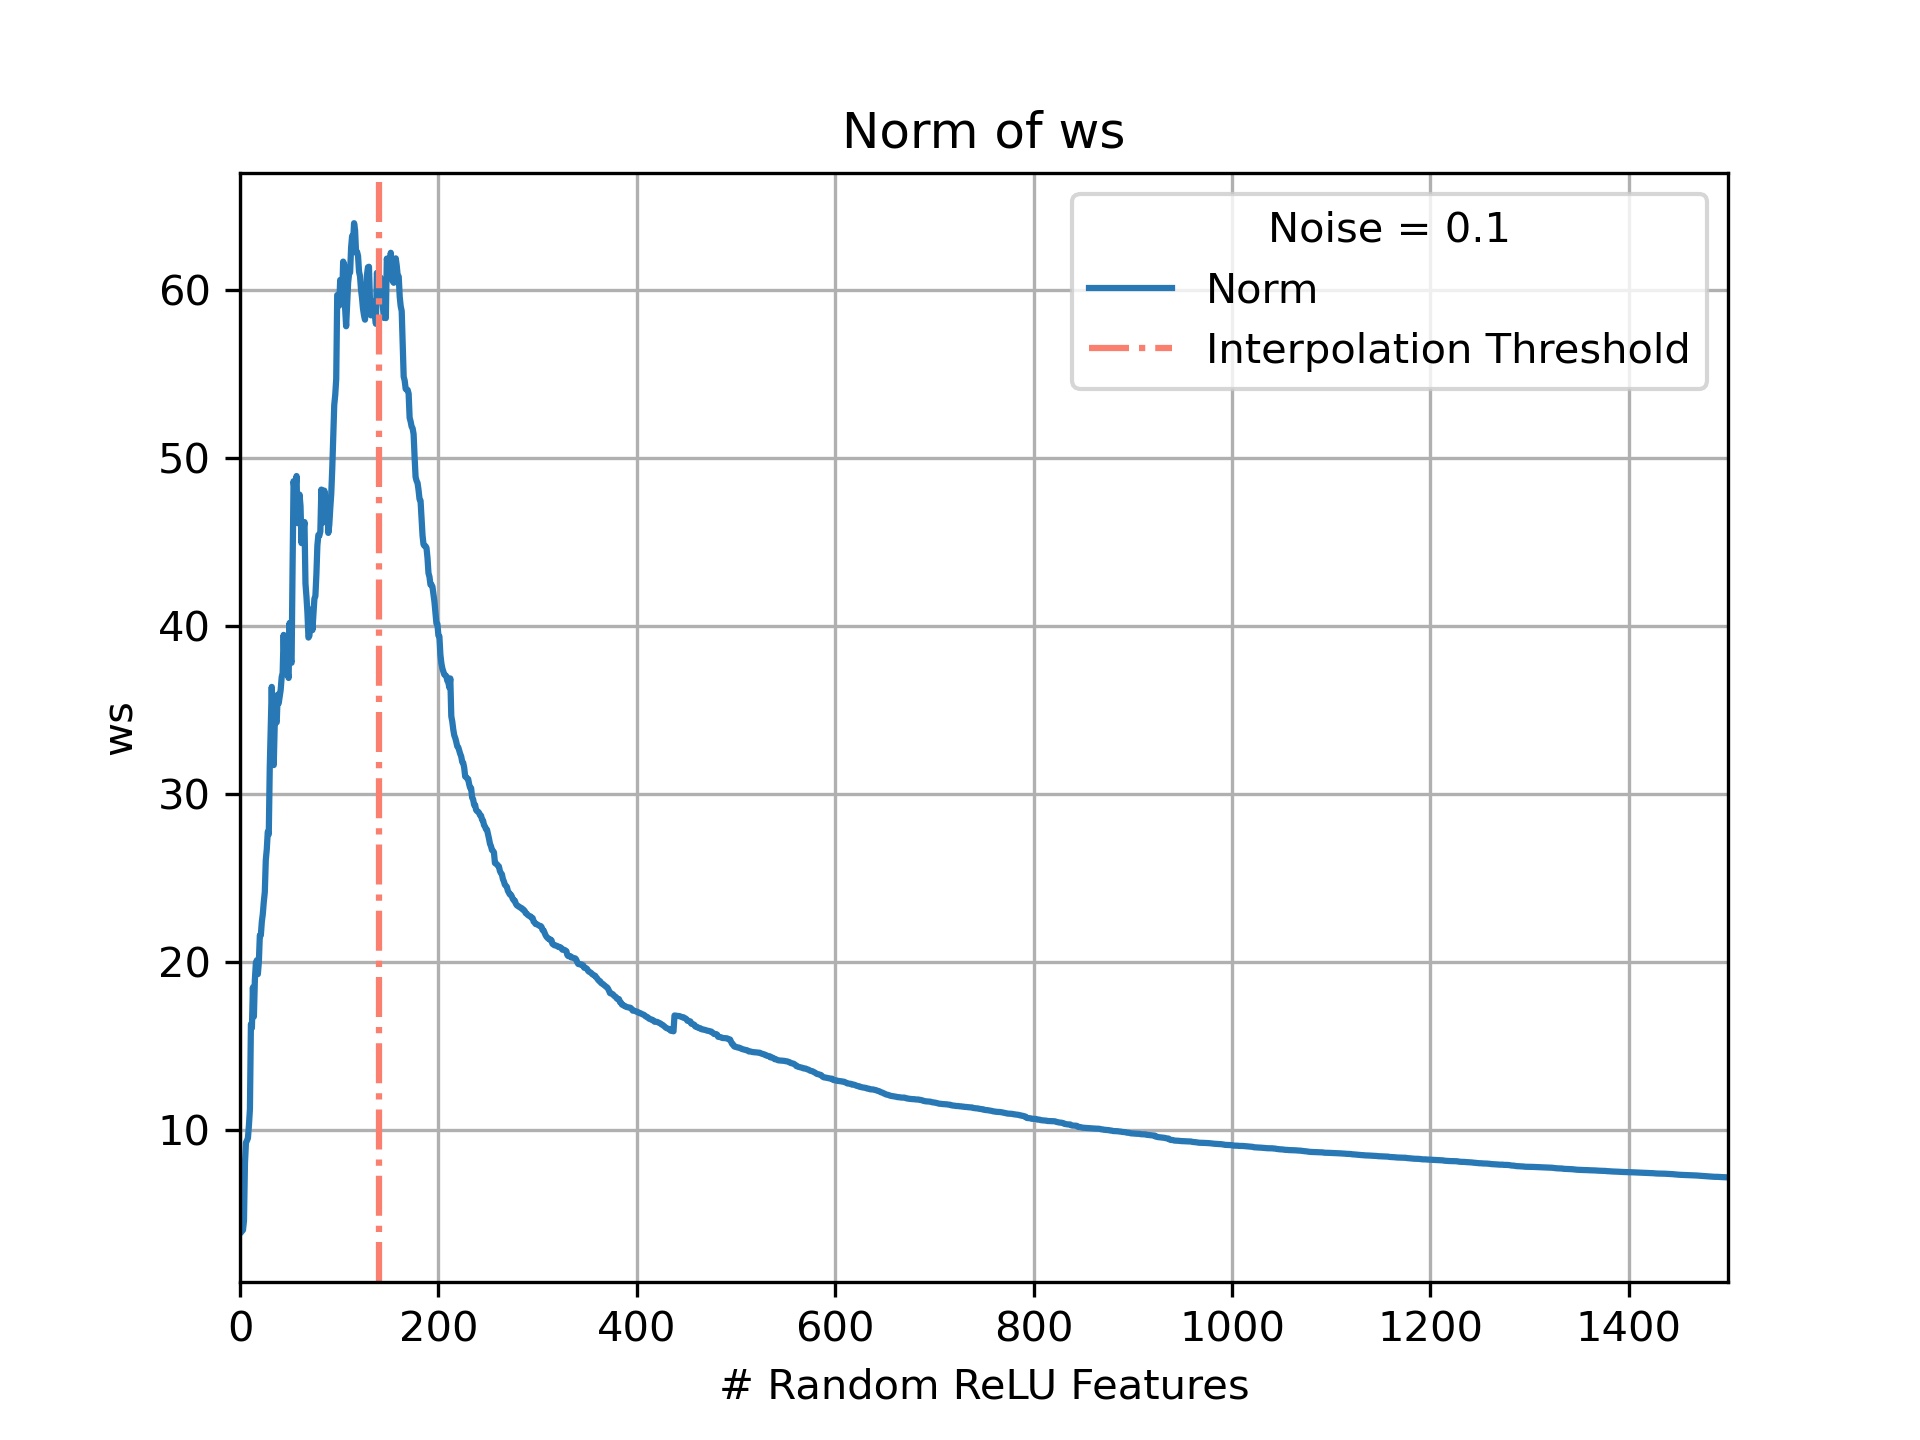 Norm of ws
Noise = 0.1
Norm
Interpolation Threshold
60
50
40
30
20
10
ws
0 200 400 600 800 1000 1200 1400
# Random ReLU Features